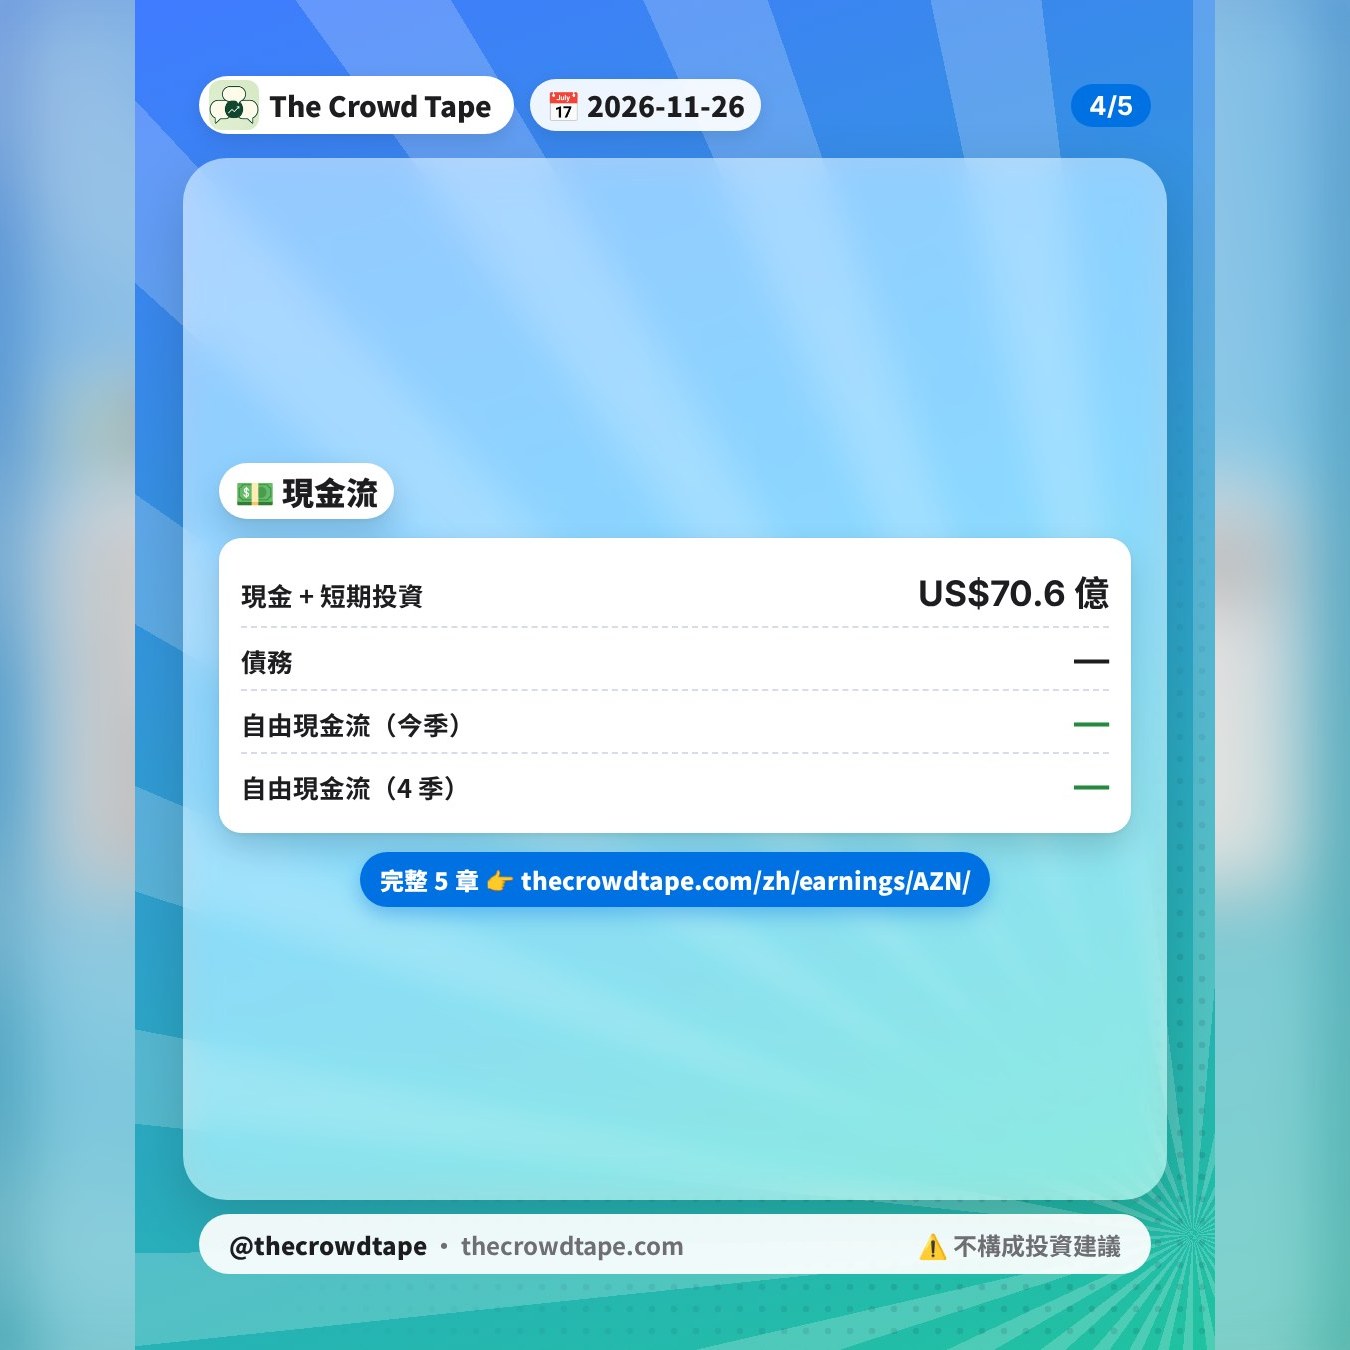 The Crowd Tape
📅 2026-11-26
4/5
💵 現金流
現金 + 短期投資 US$70.6 億
債務 —
自由現金流（今季） —
自由現金流（4 季） —
完整 5 章 👉 thecrowdtape.com/zh/earnings/AZN/
@thecrowdtape · thecrowdtape.com
⚠️ 不構成投資建議